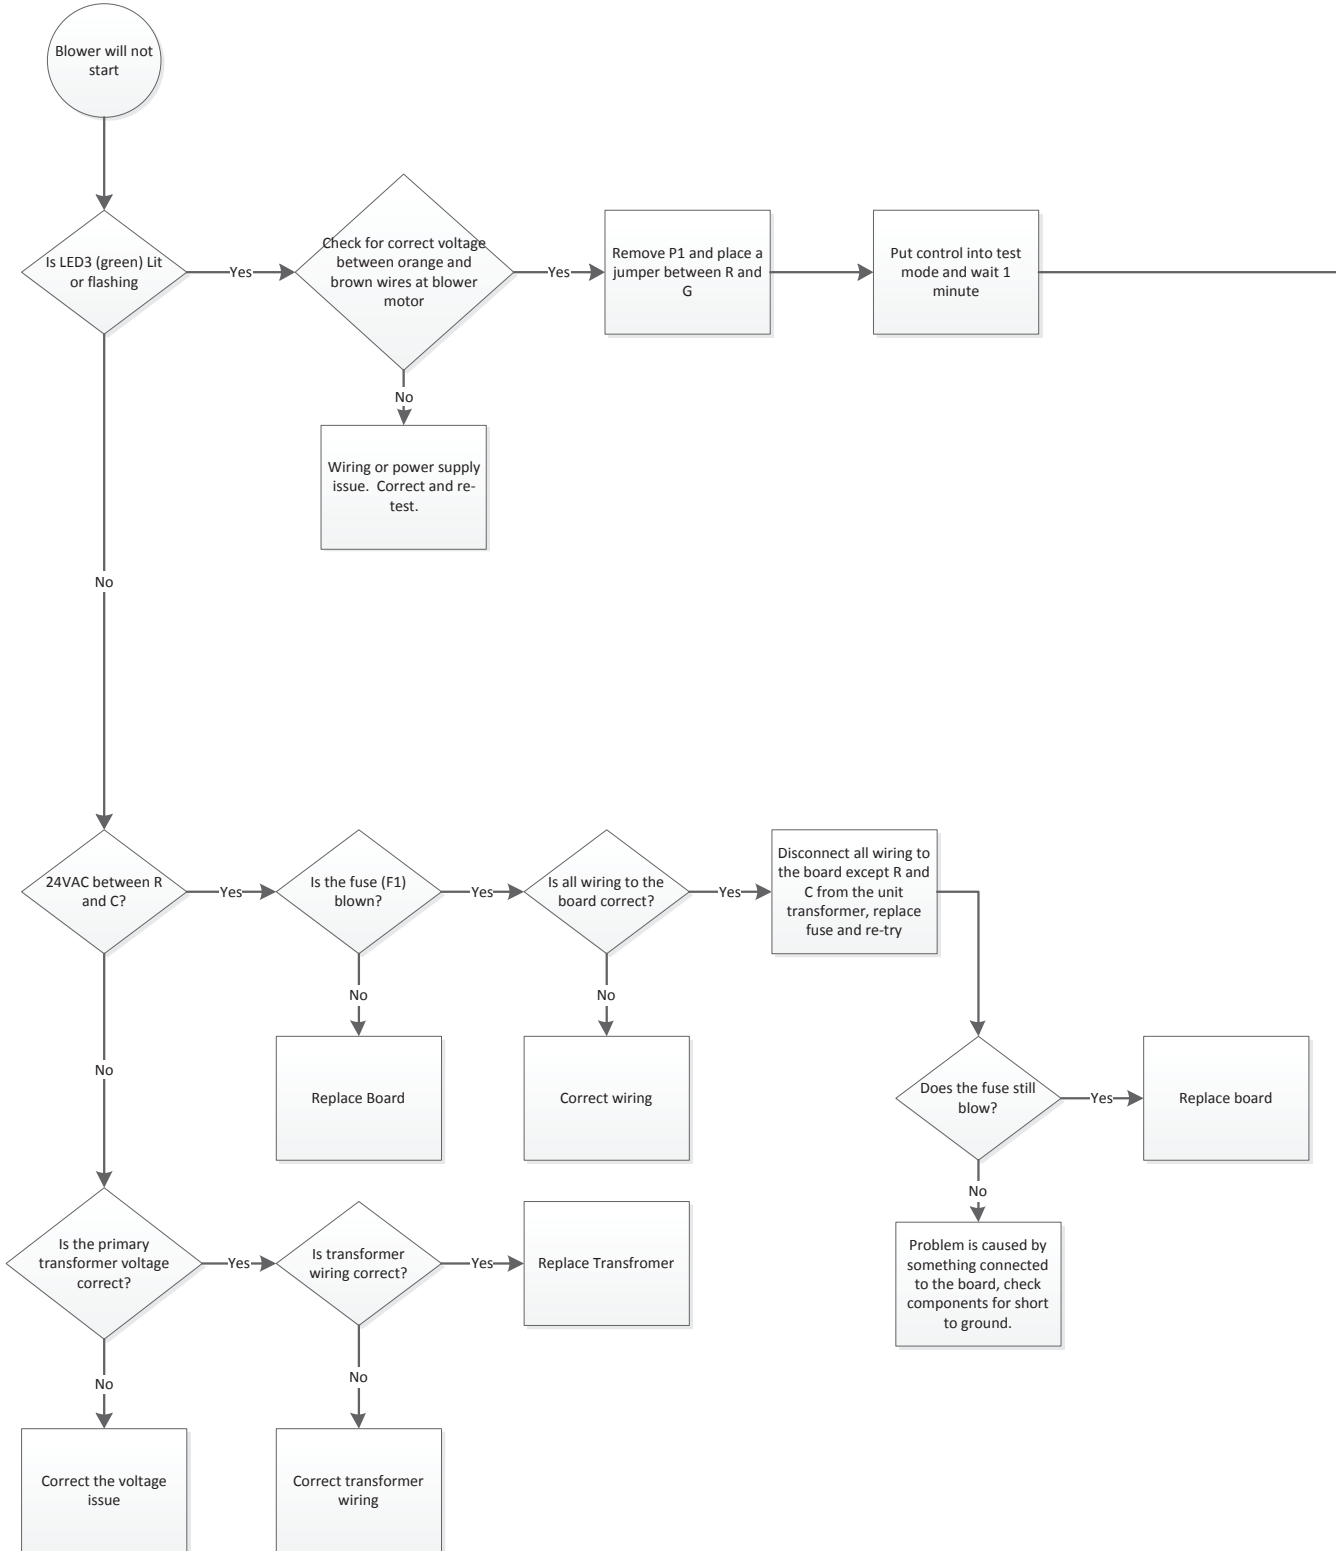 Blower will not
start
Is LED3 (green) Lit
or flashing
Yes
Check for correct voltage
between orange and
brown wires at blower
motor
Yes
Remove P1 and place a
jumper between R and
G
Put control into test
mode and wait 1
minute
No
Wiring or power supply
issue.  Correct and re-
test.
No
24VAC between R
and C?
Yes
Is the fuse (F1)
blown?
Yes
Is all wiring to the
board correct?
Yes
Disconnect all wiring to
the board except R and
C from the unit
transformer, replace
fuse and re-try
No
Replace Board
No
Correct wiring
Does the fuse still
blow?
Yes
Replace board
No
Problem is caused by
something connected
to the board, check
components for short
to ground.
No
Is the primary
transformer voltage
correct?
Yes
Is transformer
wiring correct?
Yes
Replace Transfromer
No
Correct the voltage
issue
No
Correct transformer
wiring